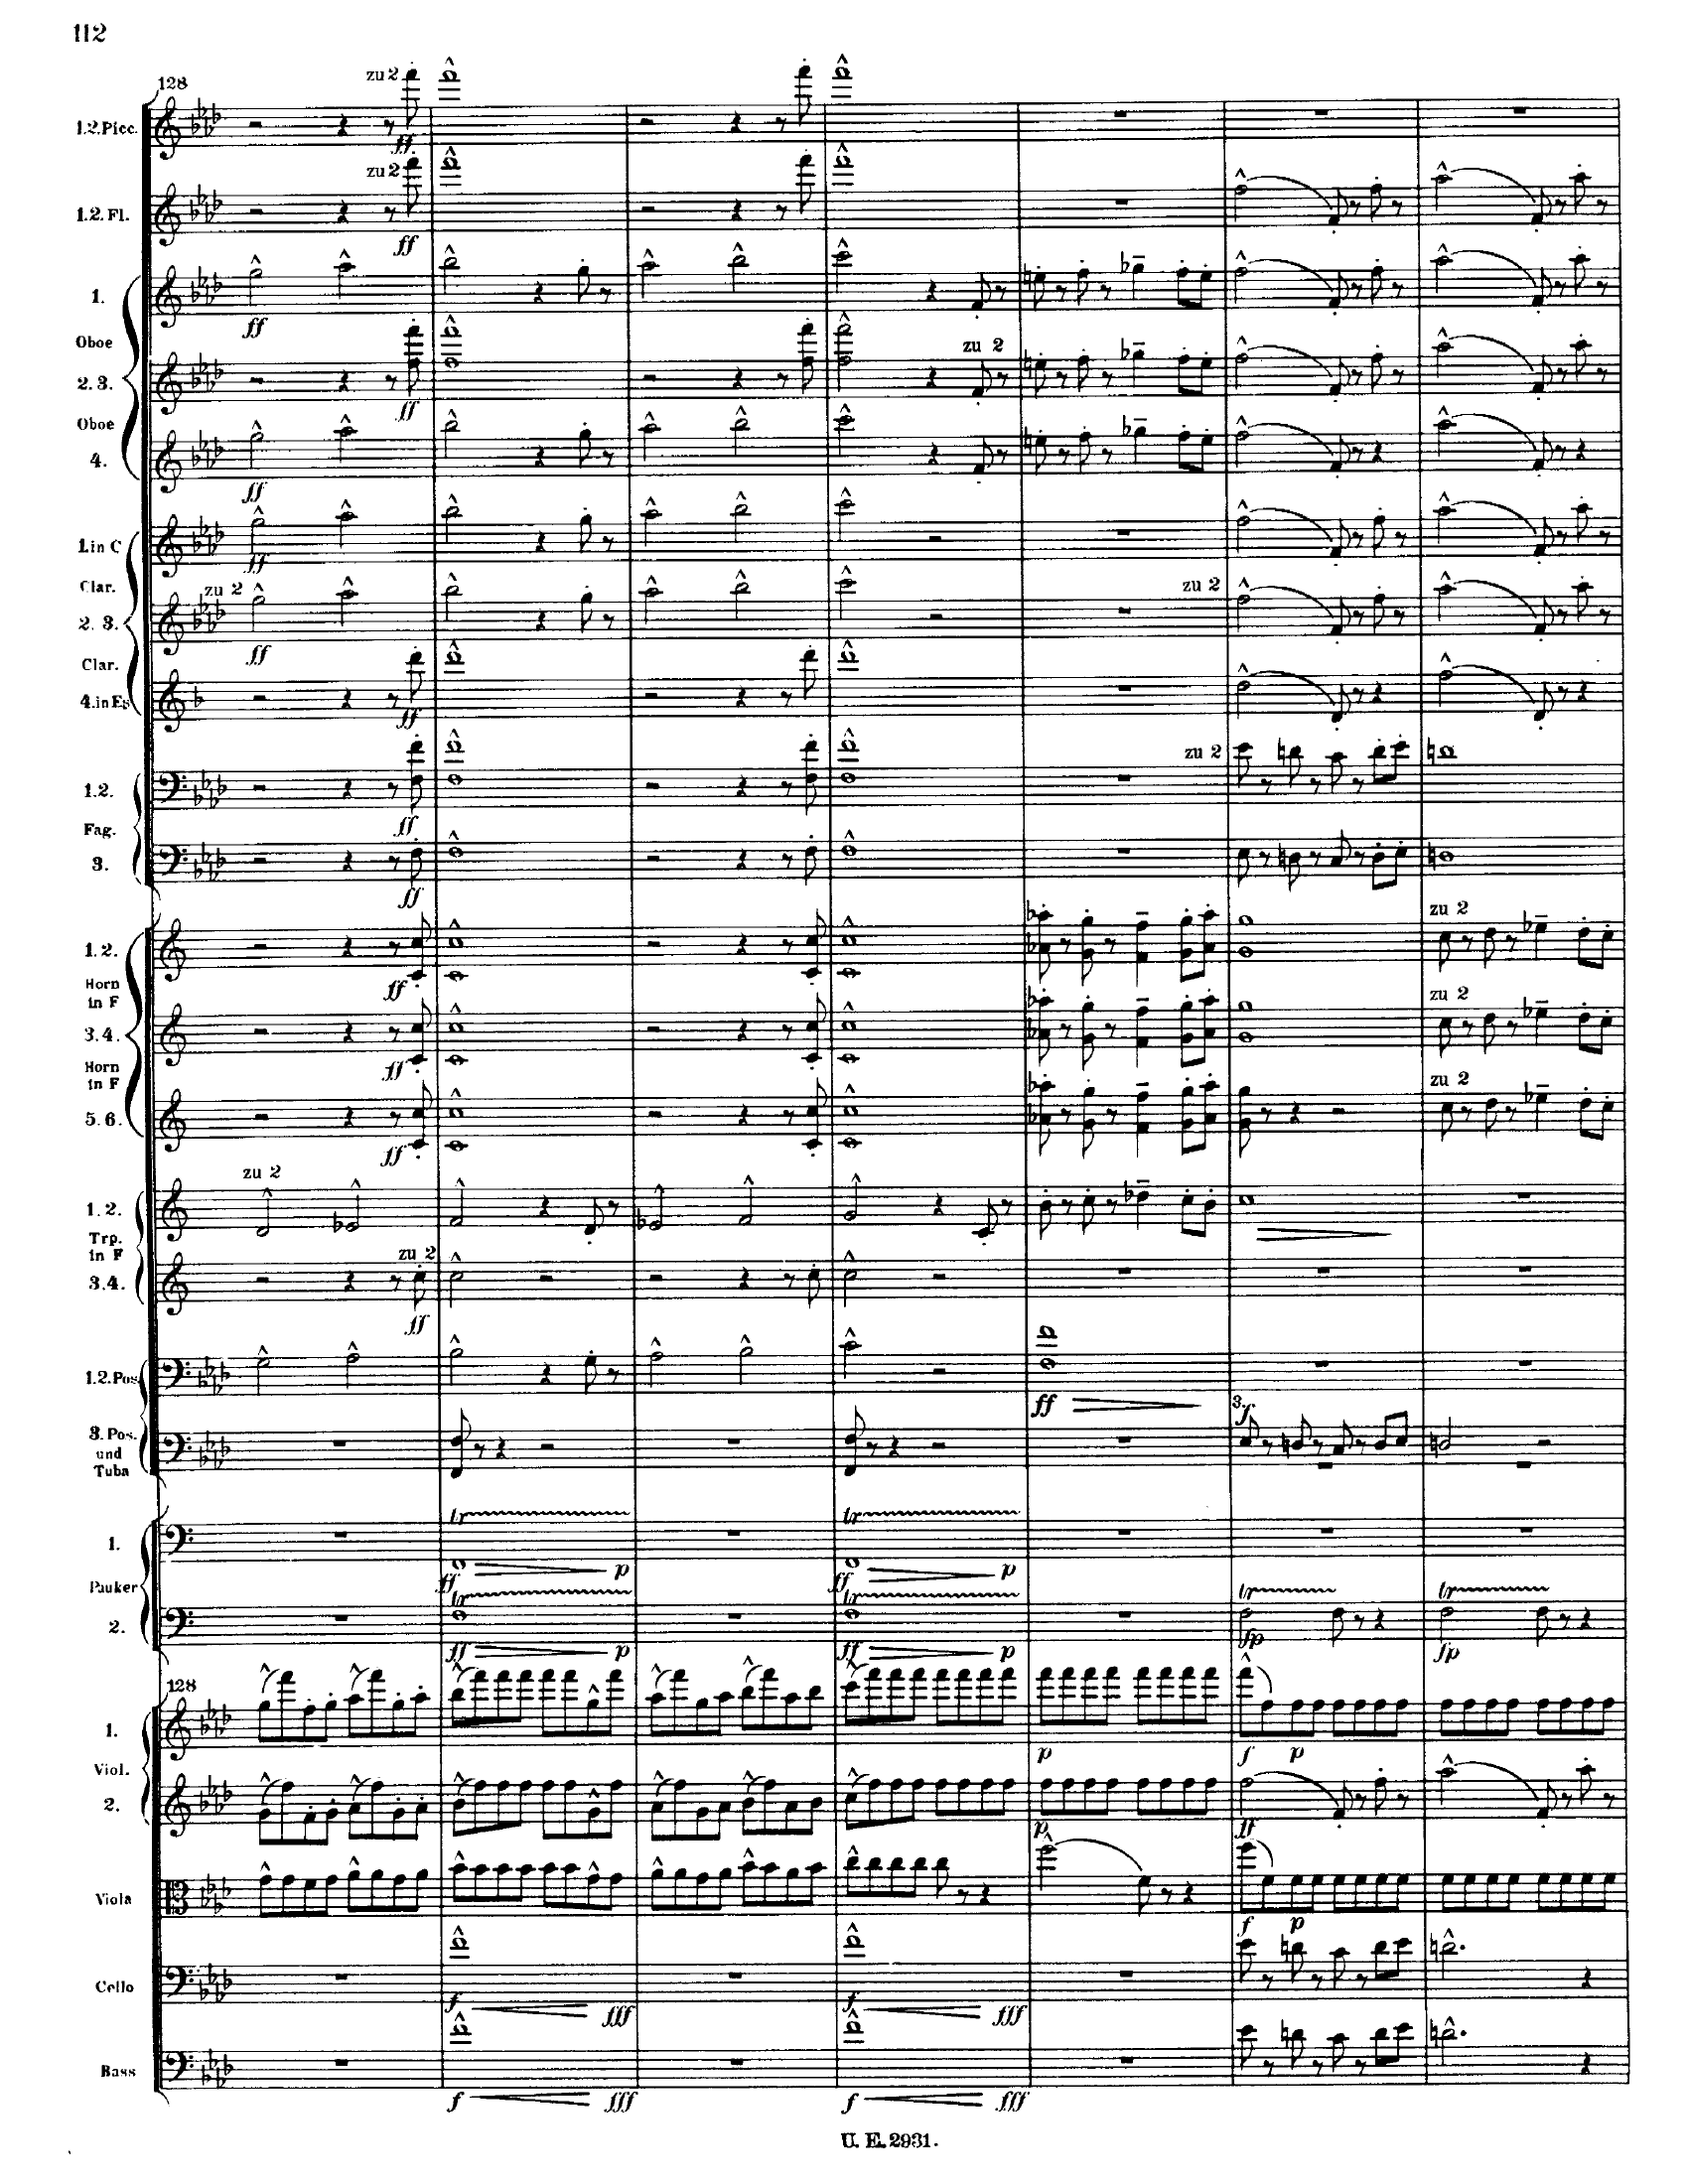 112
128
zu 2
1.2.Picc.
ff
zu 2
1.2. Fl.
ff
1.
ff
Oboe
zu 2
2.3.
ff
Oboe
4.
ff
1.in C
ff
Clar.
zu 2
zu 2
2. 3.
ff
Clar.
4.in Es
ff
zu 2
1.2.
ff
Fag.
3.
ff
zu 2
1.2.
ff
Horn
in F
zu 2
3.4.
ff
Horn
in F
zu 2
5.6.
ff
zu 2
1. 2.
Trp.
in F
zu 2
3.4.
ff
1.2.Pos
ff
3.
f
3. Pos.
und
Tuba
tr tr
1.
ff p ff p
Pauker
tr tr tr tr
2.
ff p ff p fp fp
128
1.
p f p
Viol.
2.
p ff
Viola
f p
Cello
f fff f fff
Bass
f fff f fff
U. E. 2931.